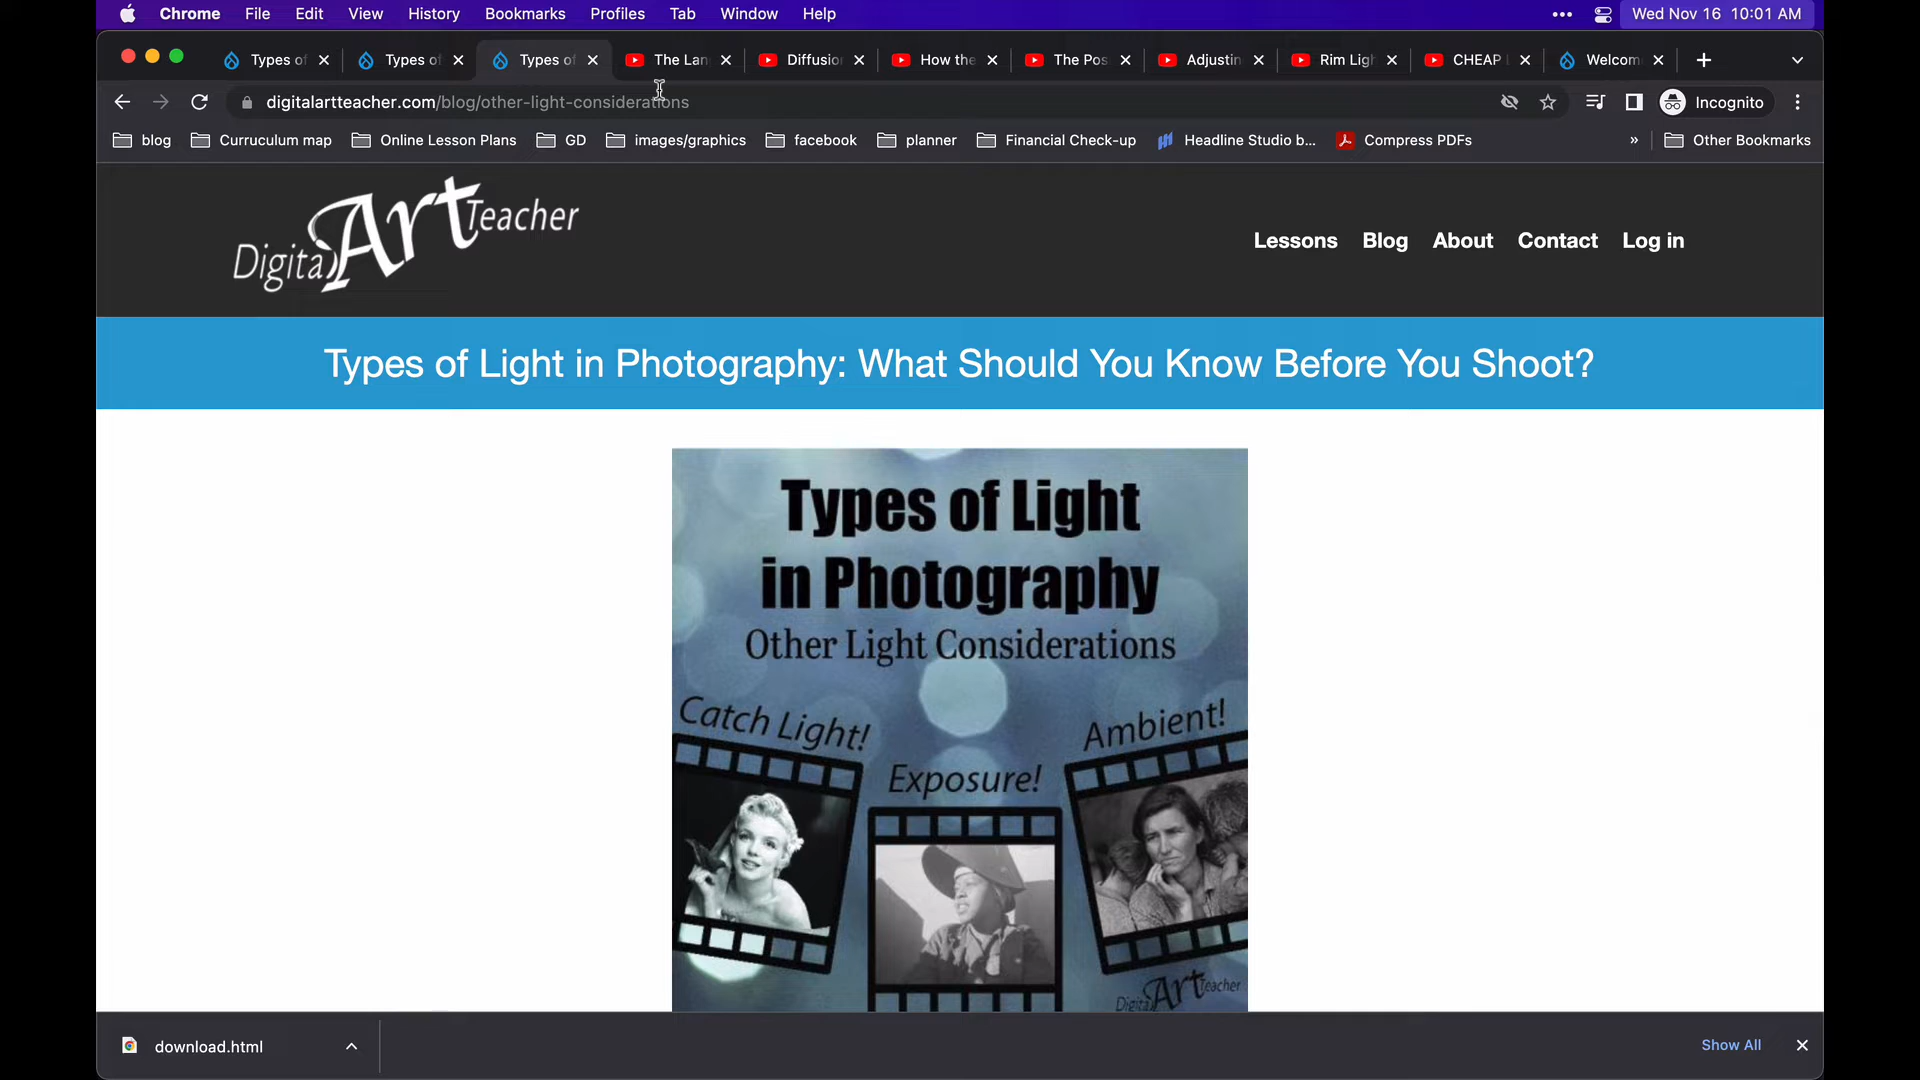 Chrome File Edit View History Bookmarks Profiles Tab Window Help
Wed Nov 16 10:01 AM
Types of
Types of
Types of
The Lan
Diffusion
How the
The Pos
Adjustin
Rim Ligh
CHEAP
Welcom
digitalartteacher.com/blog/other-light-considerations
Incognito
blog
Curruculum map
Online Lesson Plans
GD
images/graphics
facebook
planner
Financial Check-up
Headline Studio b...
Compress PDFs
»
Other Bookmarks
Digital Art Teacher
Lessons Blog About Contact Log in
Types of Light in Photography: What Should You Know Before You Shoot?
Types of Light
in Photography
Other Light Considerations
Catch Light!
Exposure!
Ambient!
Digital Art Teacher
download.html
Show All